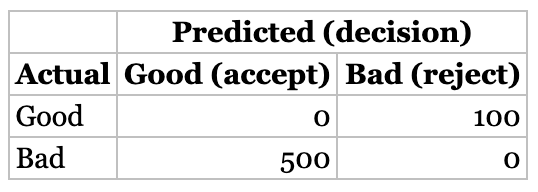 Predicted (decision)
Actual Good (accept) Bad (reject)
Good 0 100
Bad 500 0